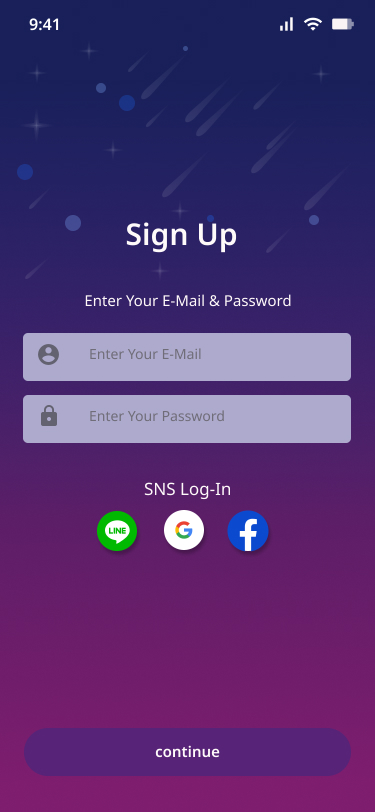 9:41
Sign Up
Enter Your E-Mail & Password
Enter Your E-Mail
Enter Your Password
SNS Log-In
LINE
continue